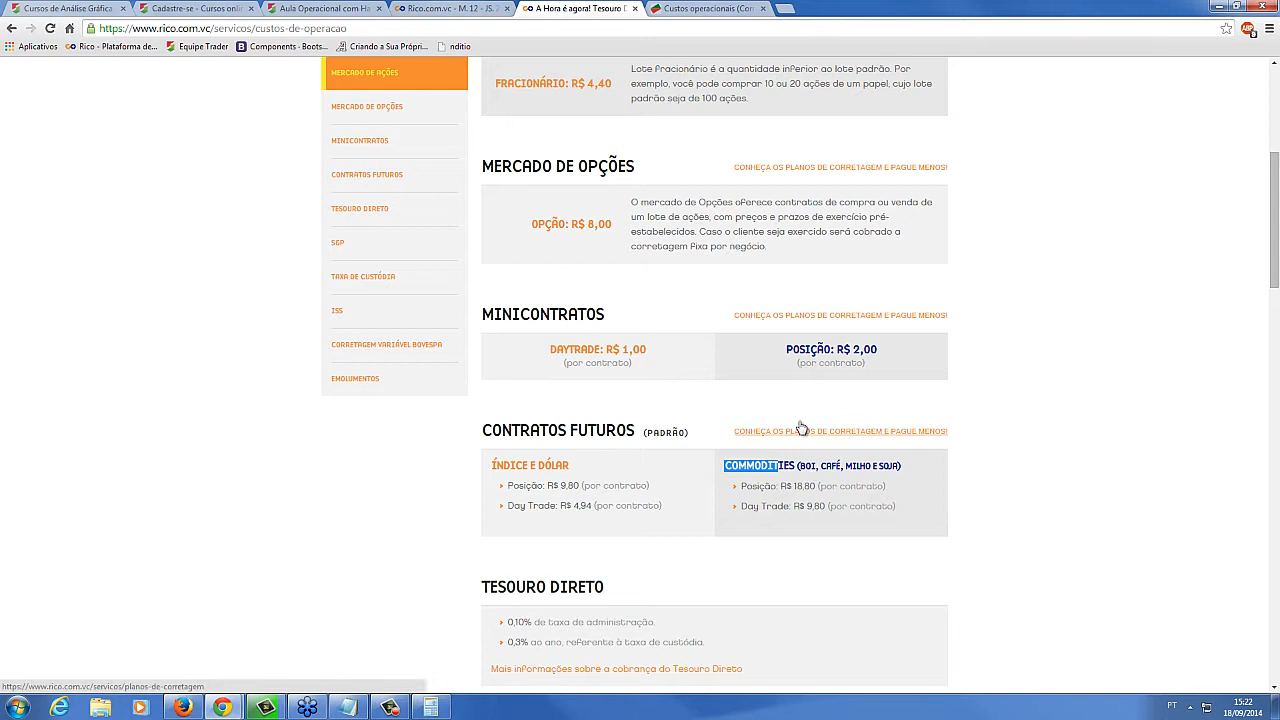 Cursos de Análise Gráfica
Cadastre-se - Cursos onlin
Aula Operacional com Ha
Rico.com.vc - M. 12 - JS. 2
A Hora é agora! Tesouro D
Custos operacionais (Corr
https://www.rico.com.vc/servicos/custos-de-operacao
Aplicativos
Rico - Plataforma de...
Equipe Trader
Components · Boots...
Criando a Sua Própri...
nditio
MERCADO DE AÇÕES
MERCADO DE OPÇÕES
MINICONTRATOS
CONTRATOS FUTUROS
TESOURO DIRETO
SGP
TAXA DE CUSTÓDIA
ISS
CORRETAGEM VARIÁVEL BOVESPA
EMOLUMENTOS
FRACIONÁRIO: R$ 4,40
Lote Fracionário é a quantidade inferior ao lote padrão. Por
exemplo, você pode comprar 10 ou 20 ações de um papel, cujo lote
padrão seja de 100 ações.
MERCADO DE OPÇÕES
CONHEÇA OS PLANOS DE CORRETAGEM E PAGUE MENOS!
OPÇÃO: R$ 8,00
O mercado de Opções oferece contratos de compra ou venda de
um lote de ações, com preços e prazos de exercício pré-
estabelecidos. Caso o cliente seja exercido será cobrado a
corretagem fixa por negócio.
MINICONTRATOS
CONHEÇA OS PLANOS DE CORRETAGEM E PAGUE MENOS!
DAYTRADE: R$ 1,00
(por contrato)
POSIÇÃO: R$ 2,00
(por contrato)
CONTRATOS FUTUROS (PADRÃO)
CONHEÇA OS PLANOS DE CORRETAGEM E PAGUE MENOS!
ÍNDICE E DÓLAR
Posição: R$ 9,80 (por contrato)
Day Trade: R$ 4,94 (por contrato)
COMMODITIES (BOI, CAFÉ, MILHO E SOJA)
Posição: R$ 18,80 (por contrato)
Day Trade: R$ 9,80 (por contrato)
TESOURO DIRETO
0,10% de taxa de administração.
0,3% ao ano, referente à taxa de custódia.
Mais informações sobre a cobrança do Tesouro Direto
https://www.rico.com.vc/servicos/planos-de-corretagem
PT
15:22
18/09/2014